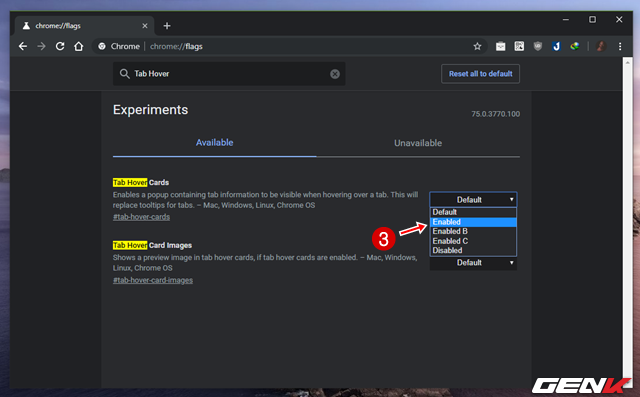 chrome://flags
Chrome
chrome://flags
Tab Hover
Reset all to default
Experiments
75.0.3770.100
Available
Unavailable
Tab Hover Cards
Enables a popup containing tab information to be visible when hovering over a tab. This will
replace tooltips for tabs. – Mac, Windows, Linux, Chrome OS
#tab-hover-cards
Default
Default
Enabled
Enabled B
Enabled C
Disabled
3
Tab Hover Card Images
Shows a preview image in tab hover cards, if tab hover cards are enabled. – Mac, Windows,
Linux, Chrome OS
#tab-hover-card-images
Default
GENK